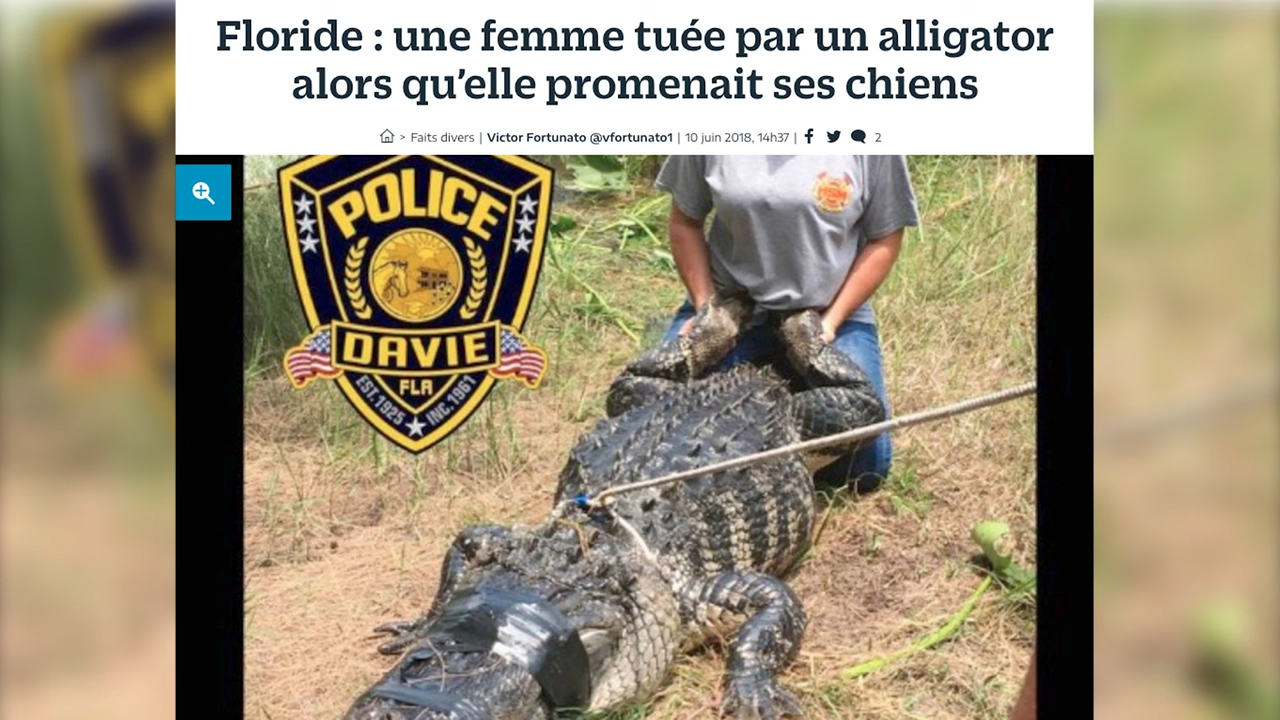 Floride : une femme tuée par un alligator
alors qu’elle promenait ses chiens
> Faits divers | Victor Fortunato @vfortunato1 | 10 juin 2018, 14h37 | 2
POLICE
DAVIE
FLA
EST. 1925 ★ INC. 1961